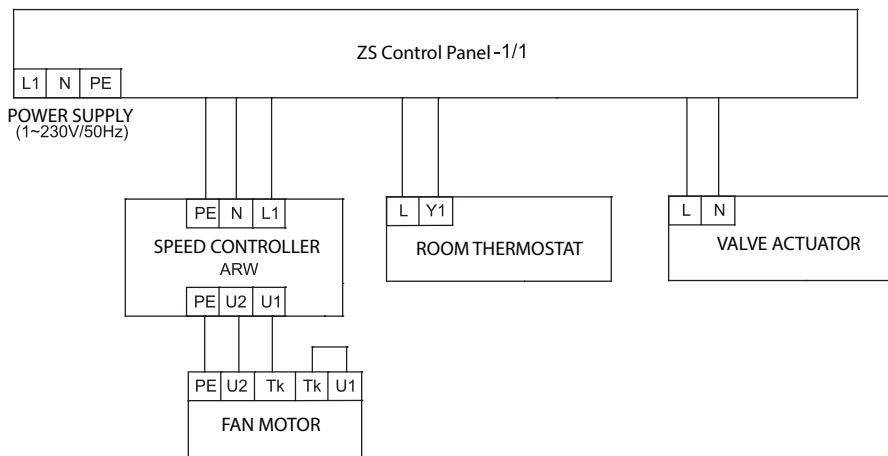 ZS Control Panel -1/1
L1 N PE
POWER SUPPLY
(1~230V/50Hz)
PE N L1
SPEED CONTROLLER
ARW
PE U2 U1
L Y1
ROOM THERMOSTAT
L N
VALVE ACTUATOR
PE U2 Tk Tk U1
FAN MOTOR